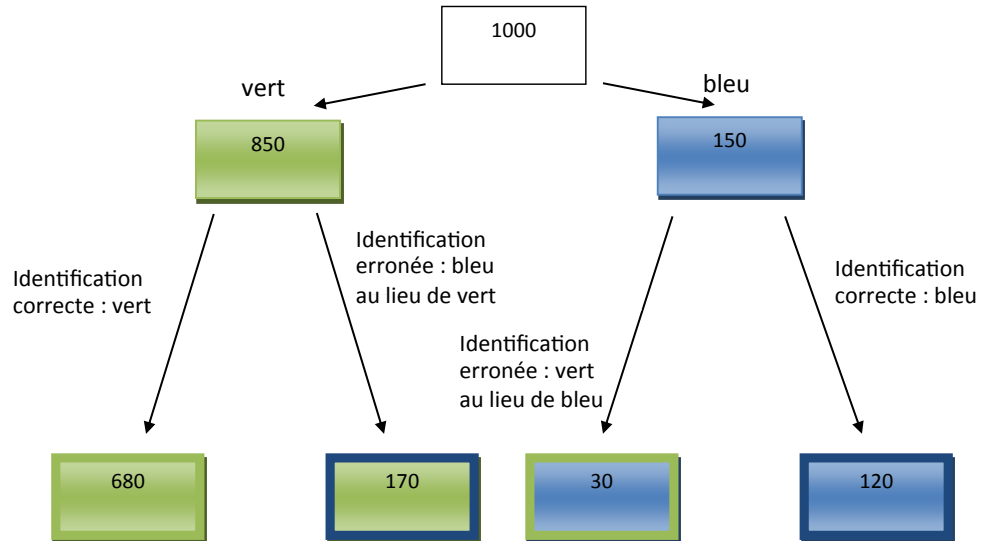 1000
vert
bleu
850
150
Identification
erronée : bleu
au lieu de vert
Identification
correcte : vert
Identification
correcte : bleu
Identification
erronée : vert
au lieu de bleu
680
170
30
120